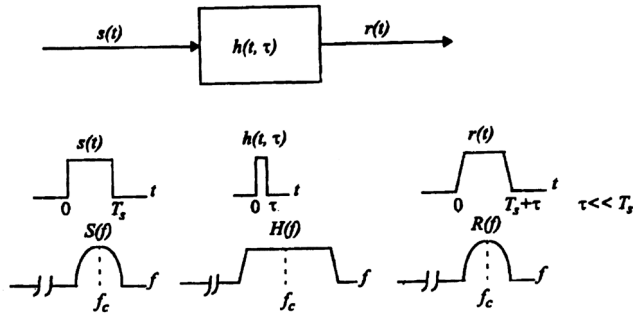 s(t) h(t, τ) r(t)
s(t) h(t, τ) r(t)
0 T_s t 0 τ t 0 T_s+τ t τ<< T_s
S(f) H(f) R(f)
f f f
f_c f_c f_c